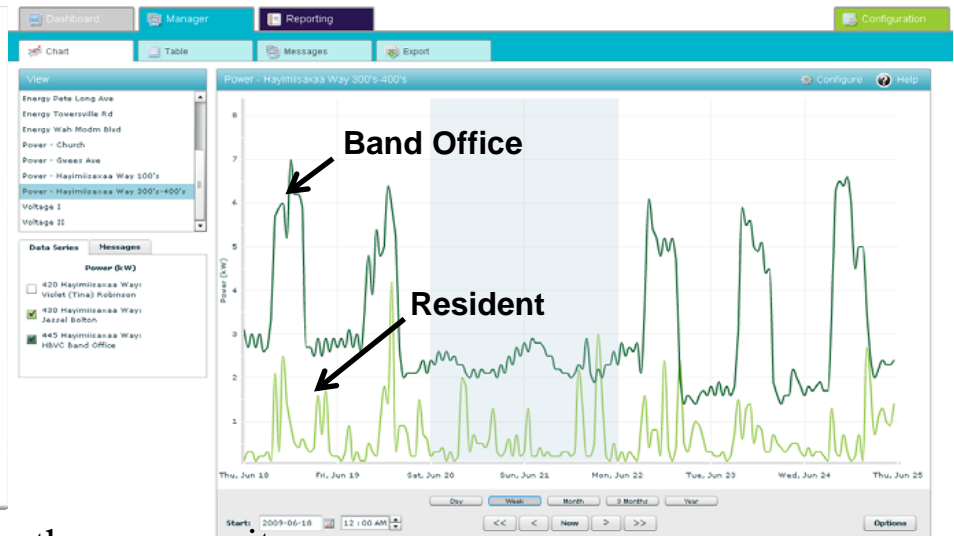 Dashboard
Manager
Reporting
Configuration
Chart
Table
Messages
Export
View
Energy Pete Long Ave
Energy Towersville Rd
Energy Wah Modm Blvd
Power - Church
Power - Gwees Ave
Power - Hayimiisaxaa Way 100's
Power - Hayimiisaxaa Way 300's-400's
Voltage I
Voltage II
Data Series
Messages
Power (kW)
420 Hayimiisaxaa Way:
Violet (Tina) Robinson
430 Hayimiisaxaa Way:
Jessel Bolton
445 Hayimiisaxaa Way:
HBVC Band Office
Power - Hayimiisaxaa Way 300's-400's
Configure
Help
Band Office
Resident
Power (kW)
8
7
6
5
4
3
2
1
Thu, Jun 18
Fri, Jun 19
Sat, Jun 20
Sun, Jun 21
Mon, Jun 22
Tue, Jun 23
Wed, Jun 24
Thu, Jun 25
Day
Week
Month
3 Months
Year
Start: 2009-06-18 12 : 00 AM
<<
<
Now
>
>>
Options